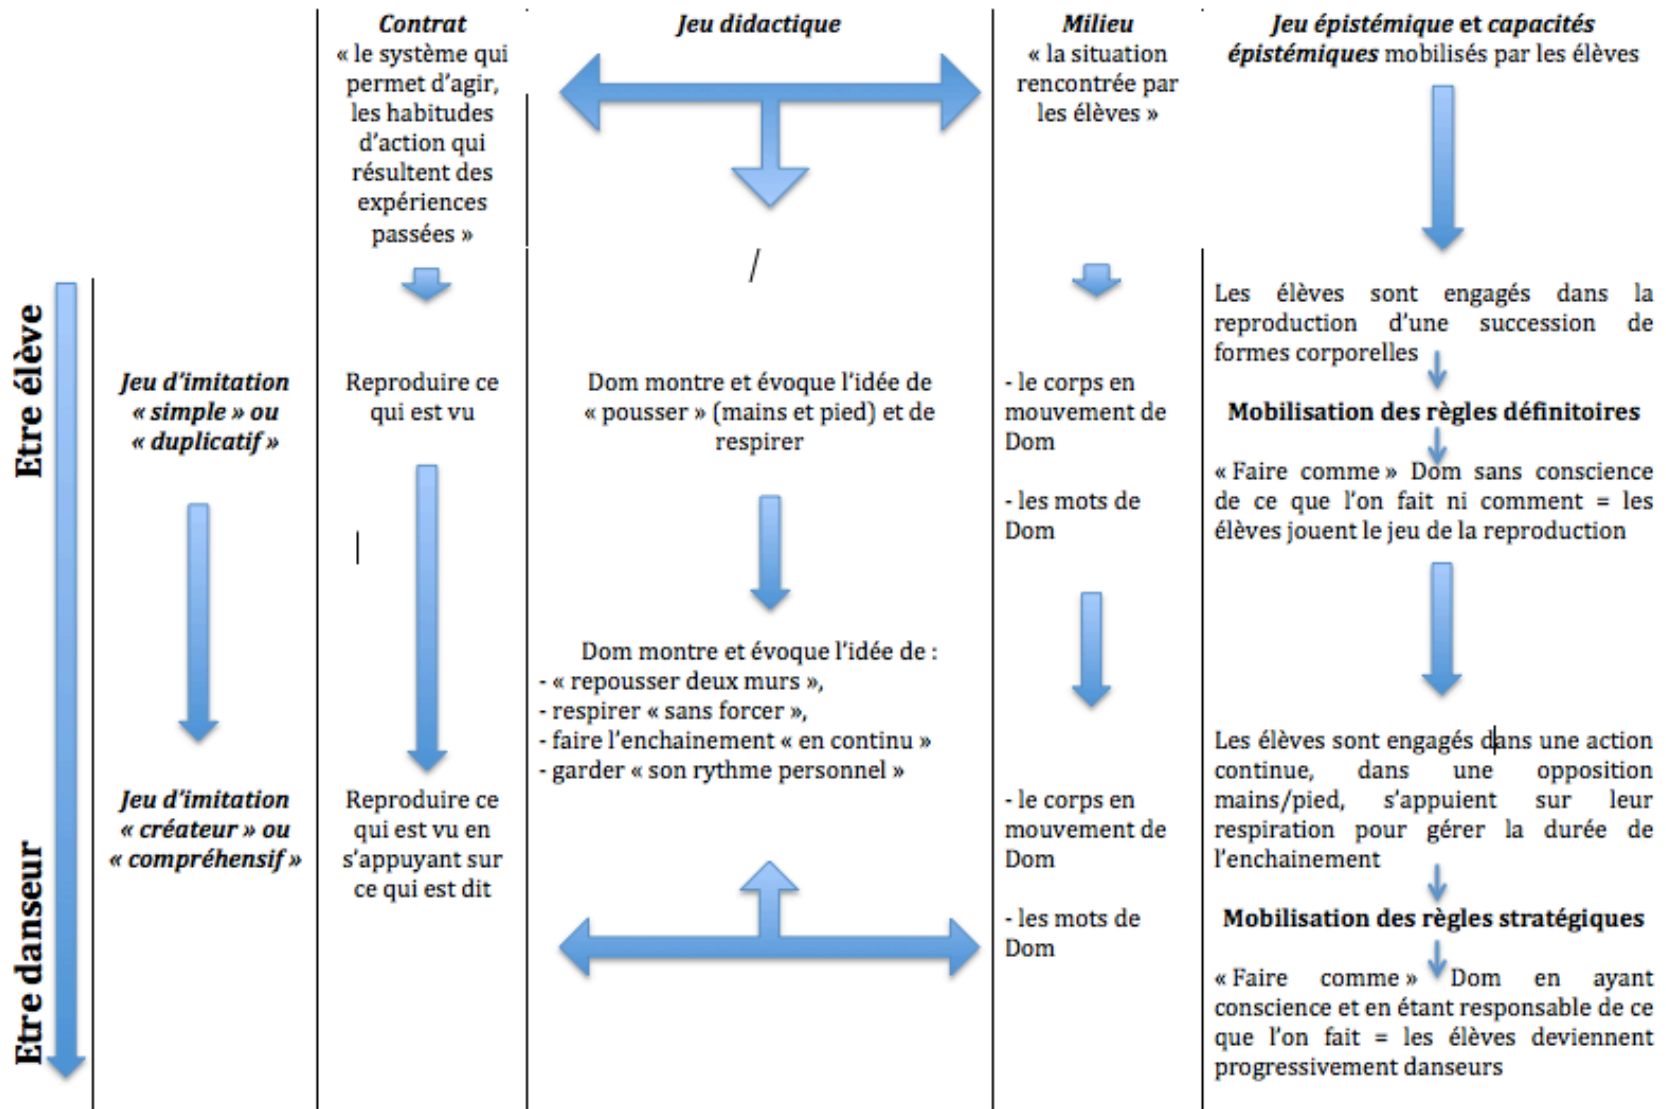 Contrat
« le système qui
permet d'agir,
les habitudes
d'action qui
résultent des
expériences
passées »
Jeu didactique
/
Milieu
« la situation
rencontrée par
les élèves »
Jeu épistémique et capacités
épistémiques mobilisés par les élèves
Etre élève
Jeu d'imitation
« simple » ou
« duplicatif »
Reproduire ce
qui est vu
Dom montre et évoque l'idée de
« pousser » (mains et pied) et de
respirer
- le corps en
mouvement de
Dom
- les mots de
Dom
Les élèves sont engagés dans la
reproduction d'une succession de
formes corporelles
Mobilisation des règles définitoires
« Faire comme » Dom sans conscience
de ce que l'on fait ni comment = les
élèves jouent le jeu de la reproduction
Etre danseur
Jeu d'imitation
« créateur » ou
« compréhensif »
Reproduire ce
qui est vu en
s'appuyant sur
ce qui est dit
Dom montre et évoque l'idée de :
- « repousser deux murs »,
- respirer « sans forcer »,
- faire l'enchainement « en continu »
- garder « son rythme personnel »
- le corps en
mouvement de
Dom
- les mots de
Dom
Les élèves sont engagés dans une action
continue, dans une opposition
mains/pied, s'appuient sur leur
respiration pour gérer la durée de
l'enchainement
Mobilisation des règles stratégiques
« Faire comme » Dom en ayant
conscience et en étant responsable de ce
que l'on fait = les élèves deviennent
progressivement danseurs